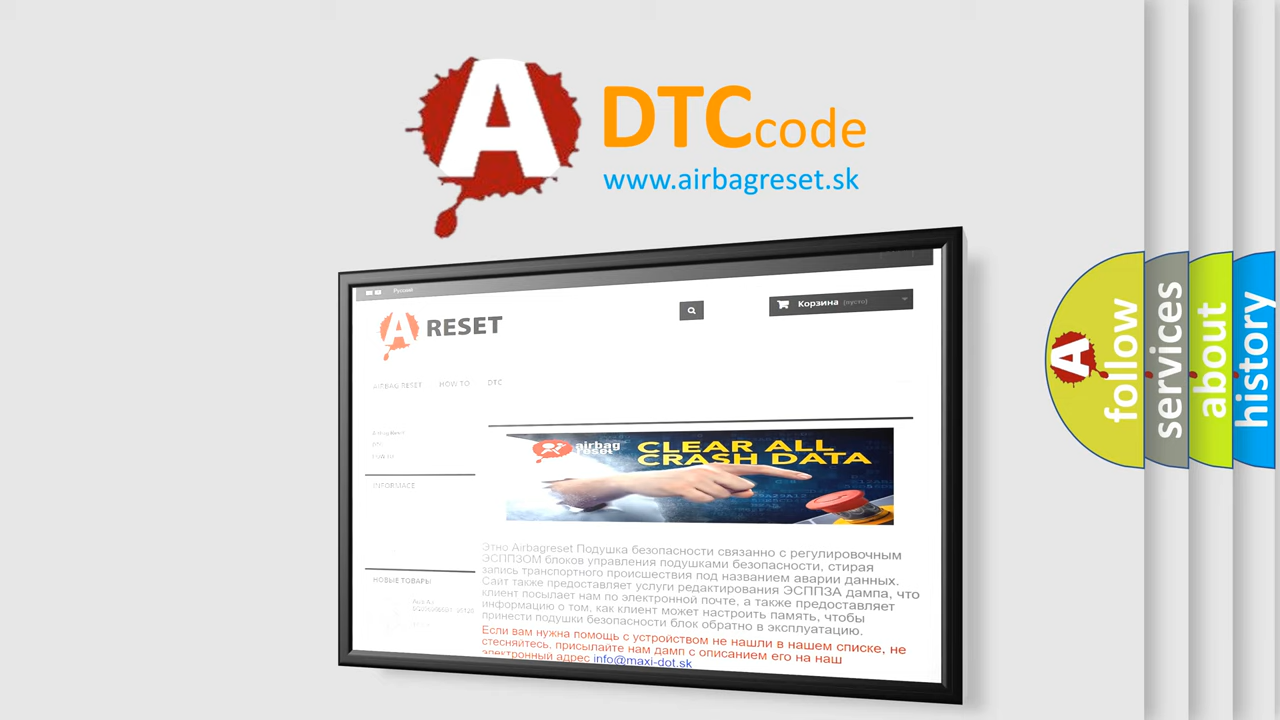 A
DTC code
www.airbagreset.sk
Русский
A RESET
Корзина (пусто)
AIRBAG RESET HOW TO DTC
DTC
INFORMACE
airbag
reset
CLEAR ALL
CRASH DATA
Этно Airbagreset Подушка безопасности связанно с регулировочным
ЭСППЗОМ блоков управления подушками безопасности, стирая
запись транспортного происшествия под названием аварии данных.
Сайт также предоставляет услуги редактирования ЭСППЗА дампа, что
клиент посылает нам по электронной почте, а также предоставляет
информацию о том, как клиент может настроить память, чтобы
принести подушки безопасности блок обратно в эксплуатацию.
Если вам нужна помощь с устройством не нашли в нашем списке, не
стесняйтесь, присылайте нам дамп с описанием его на наш
электронный адрес info@maxi-dot.sk
НОВЫЕ ТОВАРЫ
A
follow
services
about
history